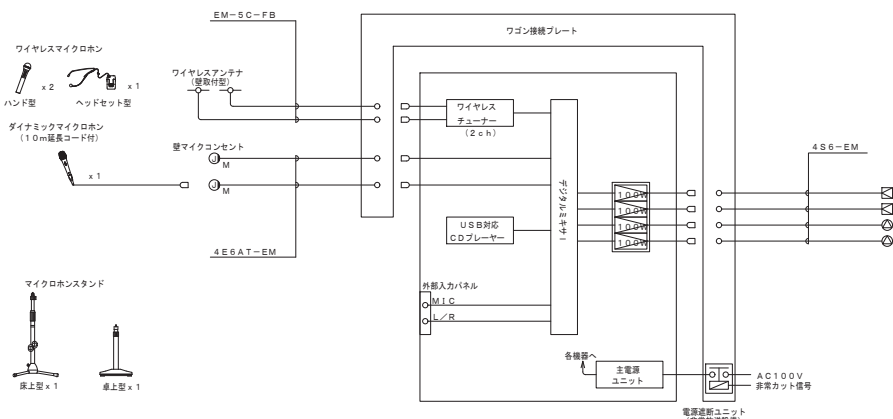 EM-5C-FB
ワゴン接続プレート
ワイヤレスマイクロホン
x 2
x 1
ハンド型
ヘッドセット型
ワイヤレスアンテナ
(壁取付型)
ワイヤレス
チューナー
(2ch)
ダイナミックマイクロホン
(10m延長コード付)
x 1
壁マイクコンセント
J M
J M
4E6AT-EM
デジタルミキサー
USB対応
CDプレーヤー
100W
100W
100W
100W
4S6-EM
外部入力パネル
MIC
L/R
マイクロホンスタンド
床上型 x 1
卓上型 x 1
各機器へ
主電源
ユニット
AC100V
非常カット信号
電源遮断ユニット